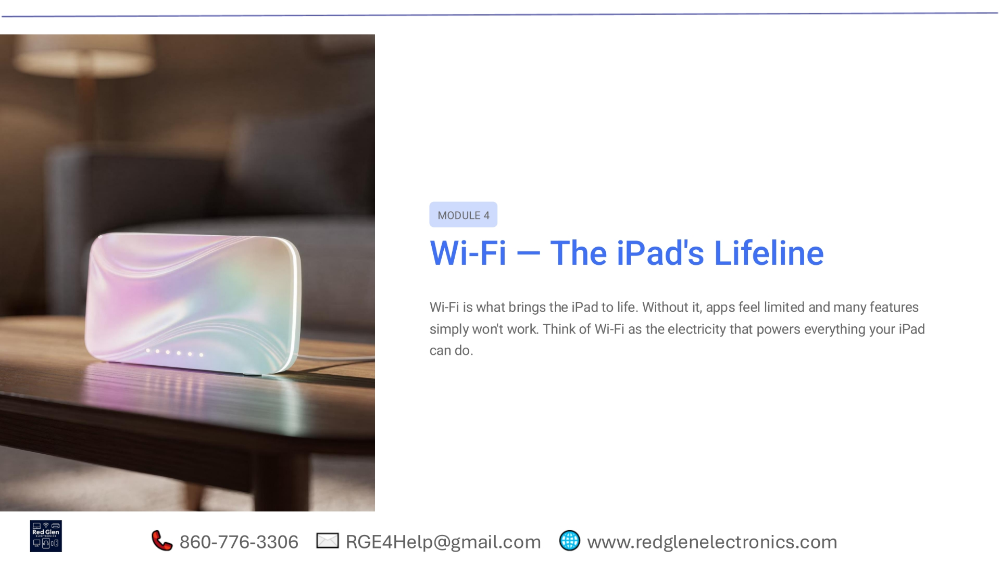 MODULE 4
Wi-Fi — The iPad's Lifeline
Wi-Fi is what brings the iPad to life. Without it, apps feel limited and many features
simply won't work. Think of Wi-Fi as the electricity that powers everything your iPad
can do.
Red Glen
ELECTRONICS
860-776-3306 RGE4Help@gmail.com www.redglenelectronics.com